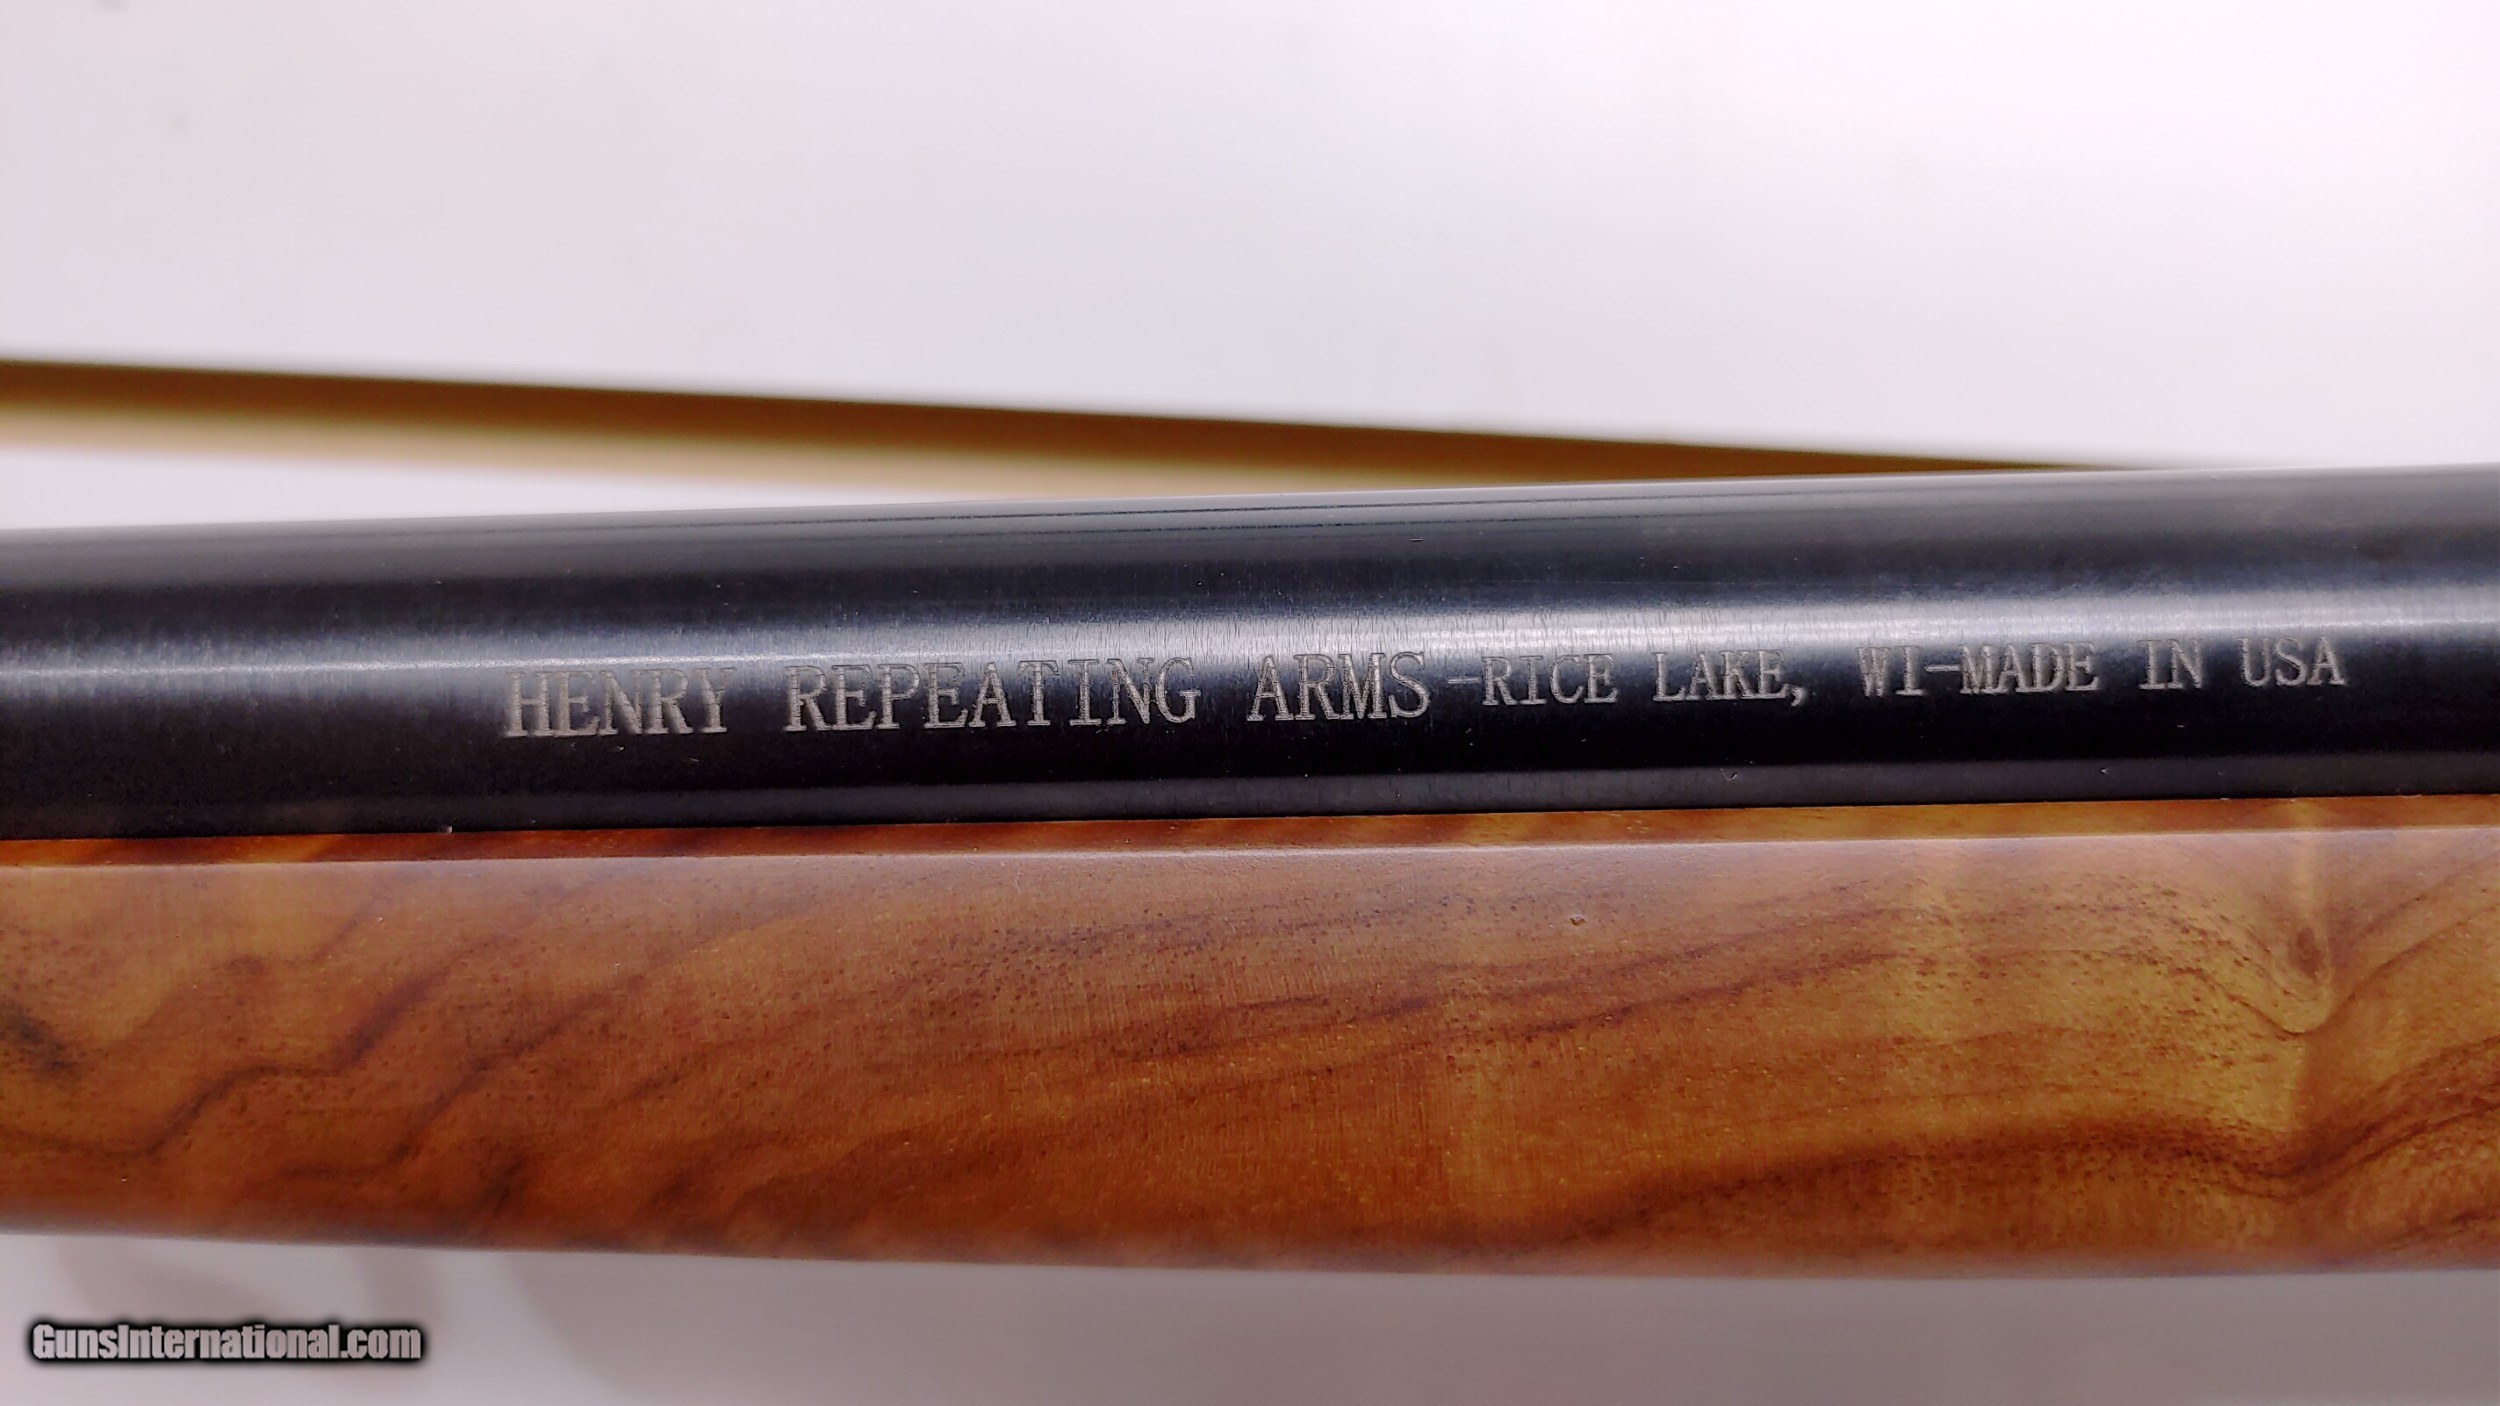 HENRY REPEATING ARMS-RICE LAKE, WI-MADE IN USA
GunsInternational.com